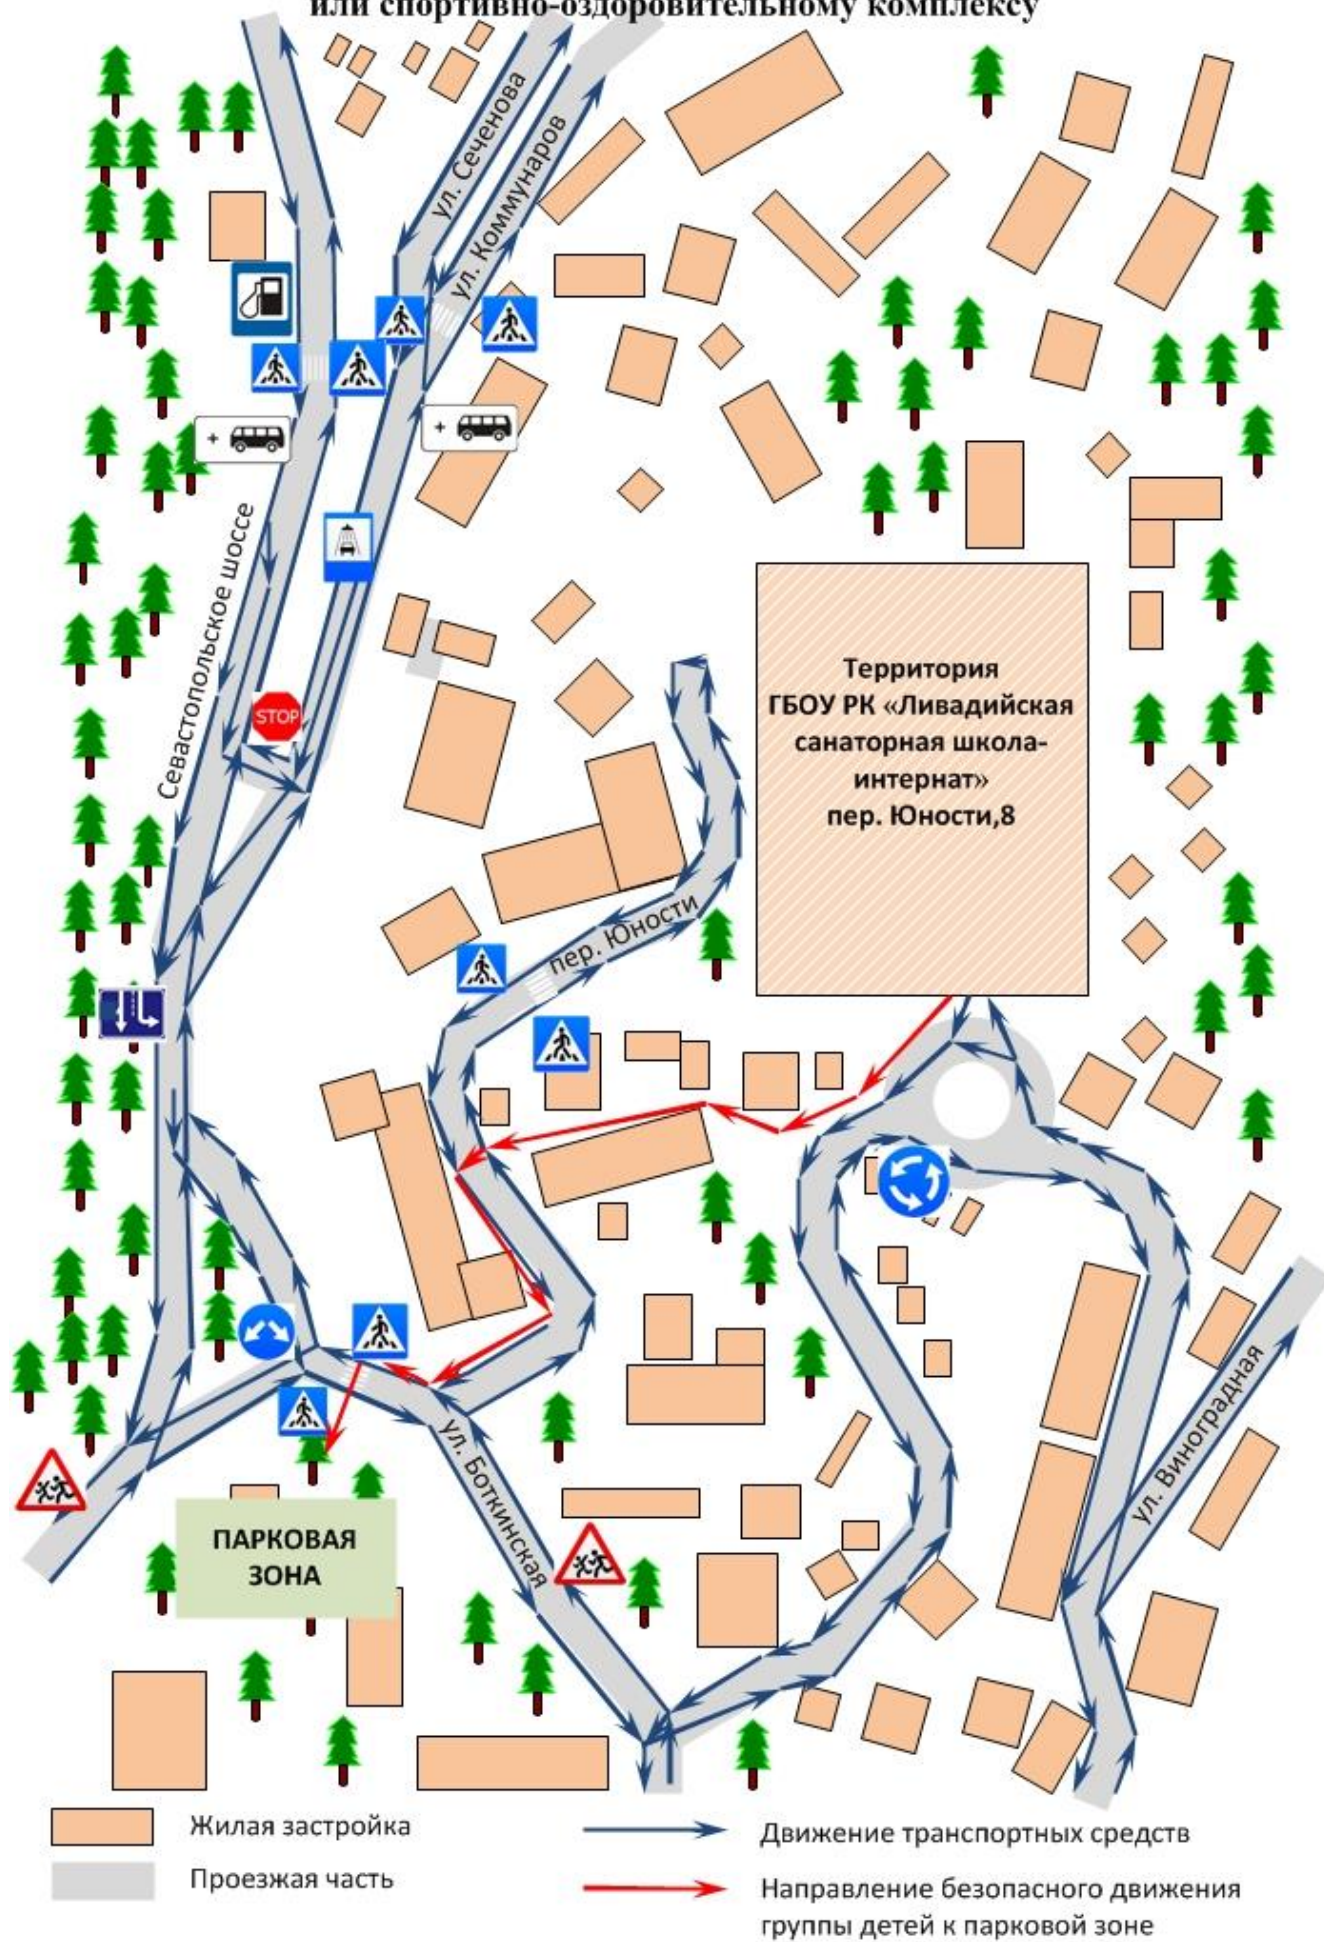 или спортивно-оздоровительному комплексу
ул. Сеченова
ул. Коммунаров
Севастопольское шоссе
STOP
Территория
ГБОУ РК «Ливадийская
санаторная школа-
интернат»
пер. Юности,8
пер. Юности
ул. Боткинская
ул. Виноградная
ПАРКОВАЯ
ЗОНА
Жилая застройка
Проезжая часть
Движение транспортных средств
Направление безопасного движения
группы детей к парковой зоне